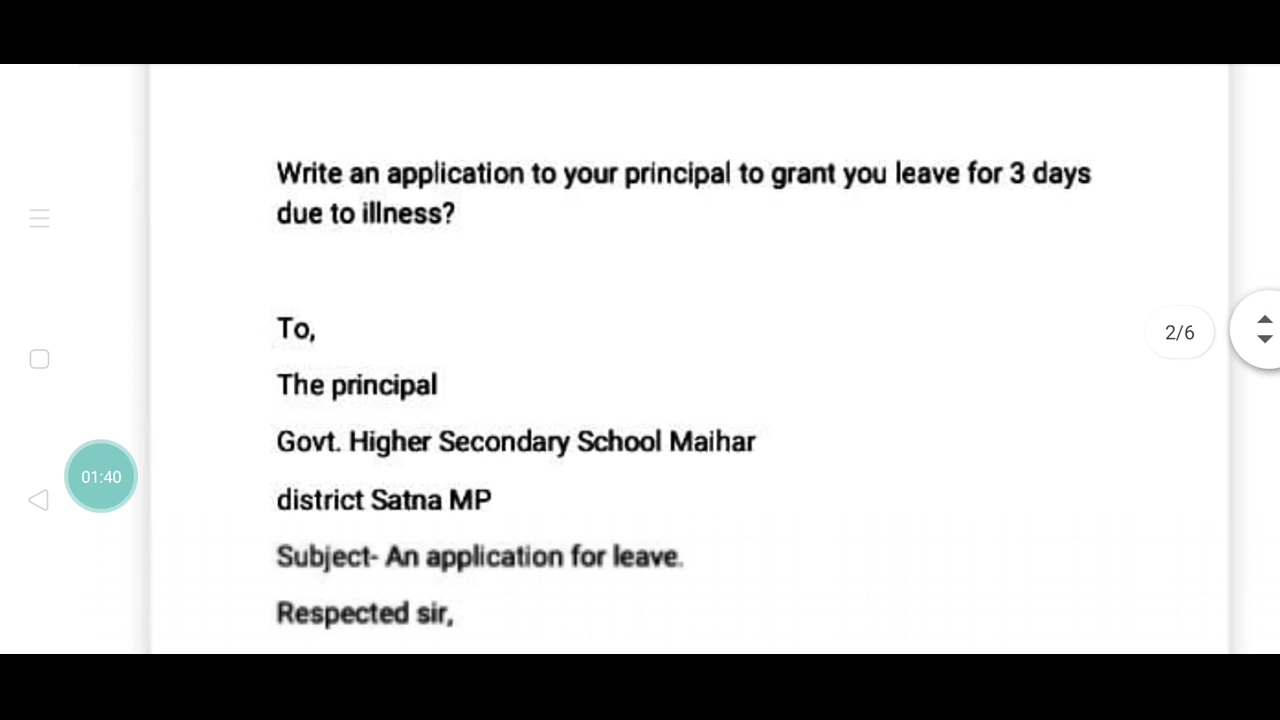 Write an application to your principal to grant you leave for 3 days
due to illness?
To,
The principal
2/6
Govt. Higher Secondary School Maihar
01:40
district Satna MP
Subject- An application for leave.
Respected sir,